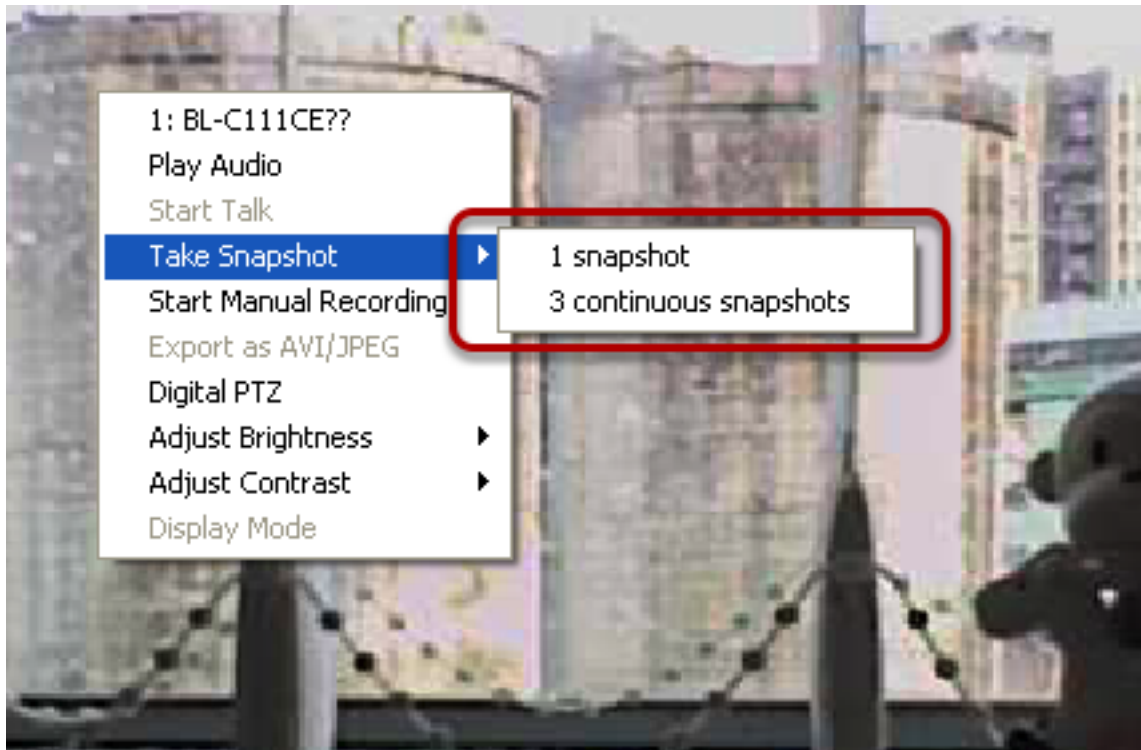 1: BL-C111CE??
Play Audio
Start Talk
Take Snapshot
1 snapshot
3 continuous snapshots
Start Manual Recording
Export as AVI/JPEG
Digital PTZ
Adjust Brightness
Adjust Contrast
Display Mode